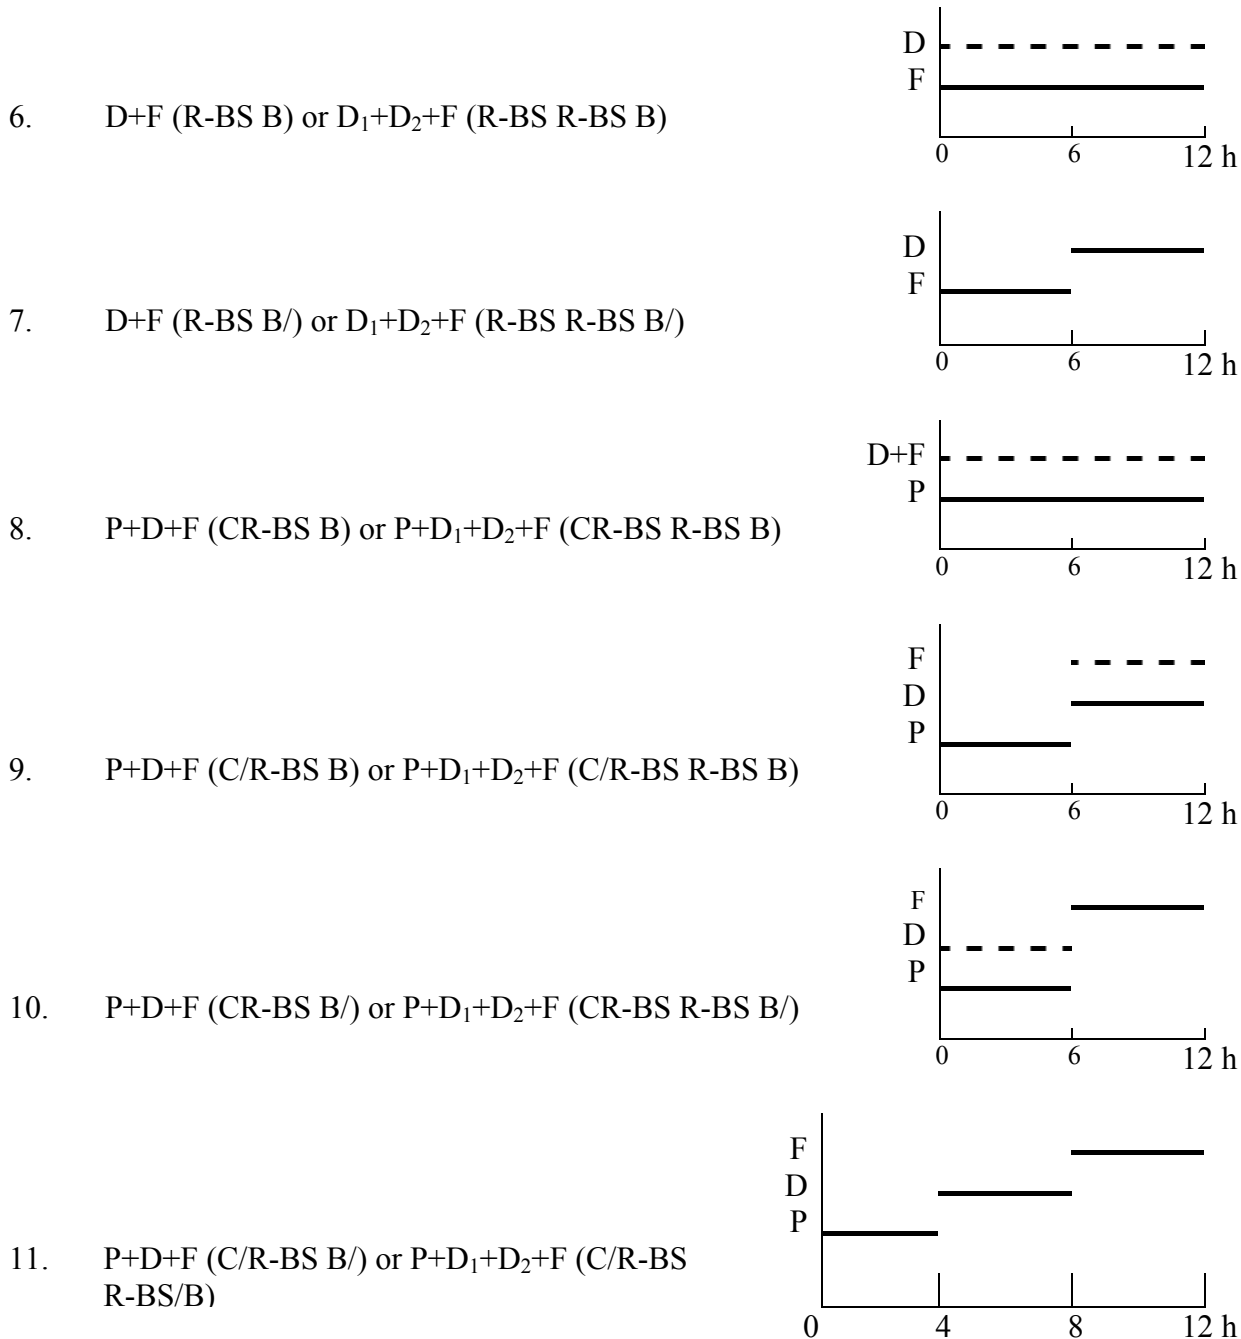 D
F
6. D+F (R-BS B) or D₁+D₂+F (R-BS R-BS B)
0 6 12 h
D
F
7. D+F (R-BS B/) or D₁+D₂+F (R-BS R-BS B/)
0 6 12 h
D+F
P
8. P+D+F (CR-BS B) or P+D₁+D₂+F (CR-BS R-BS B)
0 6 12 h
F
D
P
9. P+D+F (C/R-BS B) or P+D₁+D₂+F (C/R-BS R-BS B)
0 6 12 h
F
D
P
10. P+D+F (CR-BS B/) or P+D₁+D₂+F (CR-BS R-BS B/)
0 6 12 h
F
D
P
11. P+D+F (C/R-BS B/) or P+D₁+D₂+F (C/R-BS
R-BS/B)
0 4 8 12 h